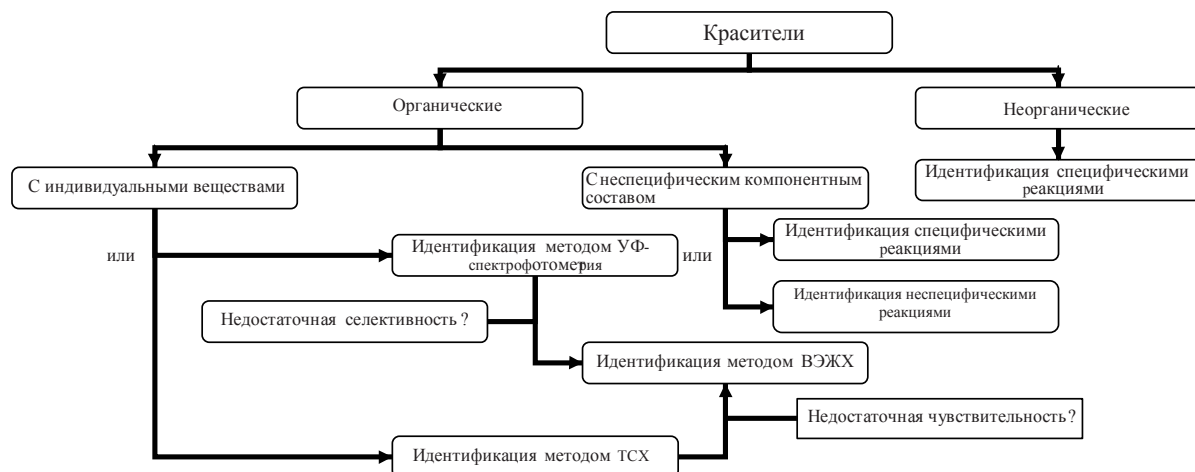 Красители
Органические
Неорганические
С индивидуальными веществами
С неспецифическим компонентным
составом
Идентификация специфическими
реакциями
или
Идентификация методом УФ-
спектрофотометрия
или
Идентификация специфическими
реакциями
Недостаточная селективность ?
Идентификация неспецифическими
реакциями
Идентификация методом ВЭЖХ
Недостаточная чувствительность ?
Идентификация методом ТСХ